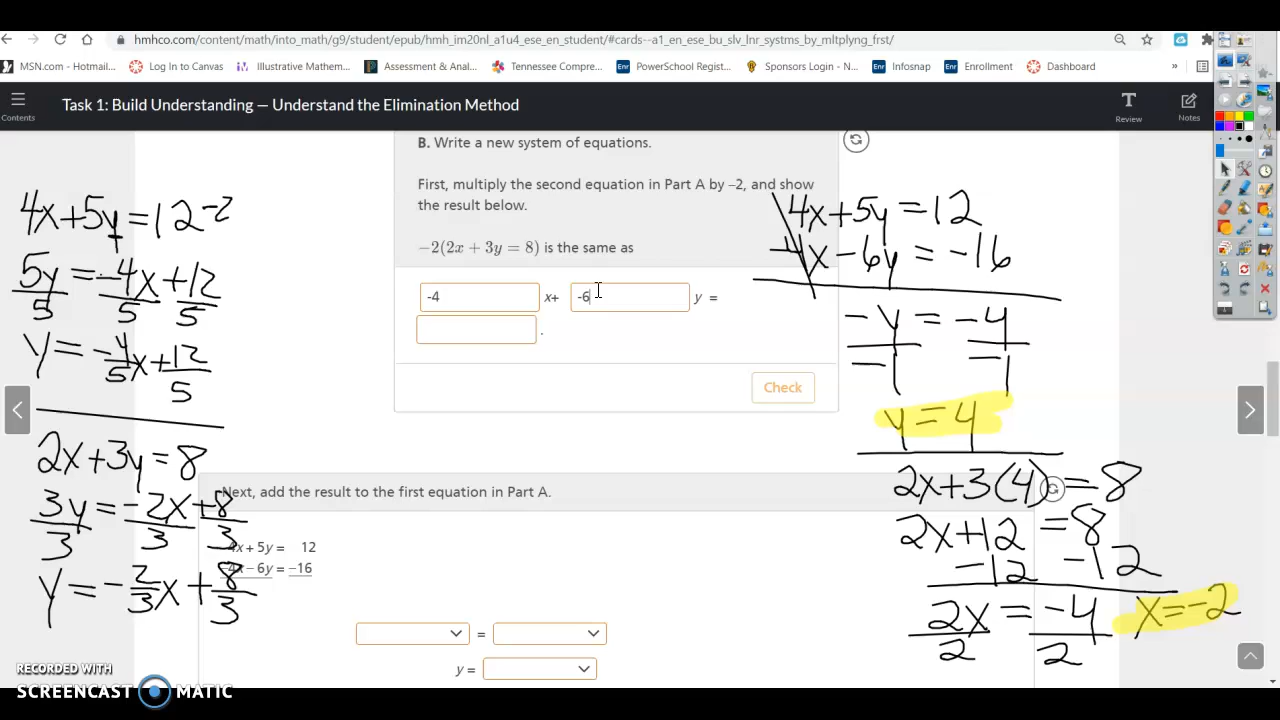 hmhco.com/content/math/into_math/g9/student/epub/hmh_im20nl_a1u4_ese_en_student/#cards--a1_en_ese_bu_slv_lnr_systms_by_mltplyng_frst/
MSN.com - Hotmail... Log In to Canvas Illustrative Mathem... Assessment & Anal... Tennessee Compre... Enr PowerSchool Regist... Sponsors Login - N... Enr Infosnap Enr Enrollment Dashboard »
Contents
Task 1: Build Understanding — Understand the Elimination Method
T Review
Notes
B. Write a new system of equations.
First, multiply the second equation in Part A by –2, and show
the result below.
−2(2x + 3y = 8) is the same as
-4 x+ -6 y =
.
Check
Next, add the result to the first equation in Part A.
4x + 5y = 12
−4x − 6y = −16
=
y =
4x+5y=12-2
5y=-4x+12
5 5 5
y=-4/5x+12/5
2x+3y=8
3y=-2x+8
3 3 3
y=-2/3x+8/3
4x+5y=12
-4x-6y=-16
-y=-4
-1 -1
y=4
2x+3(4)=8
2x+12=8
-12 -12
2x=-4 x=-2
2 2
RECORDED WITH
SCREENCAST MATIC